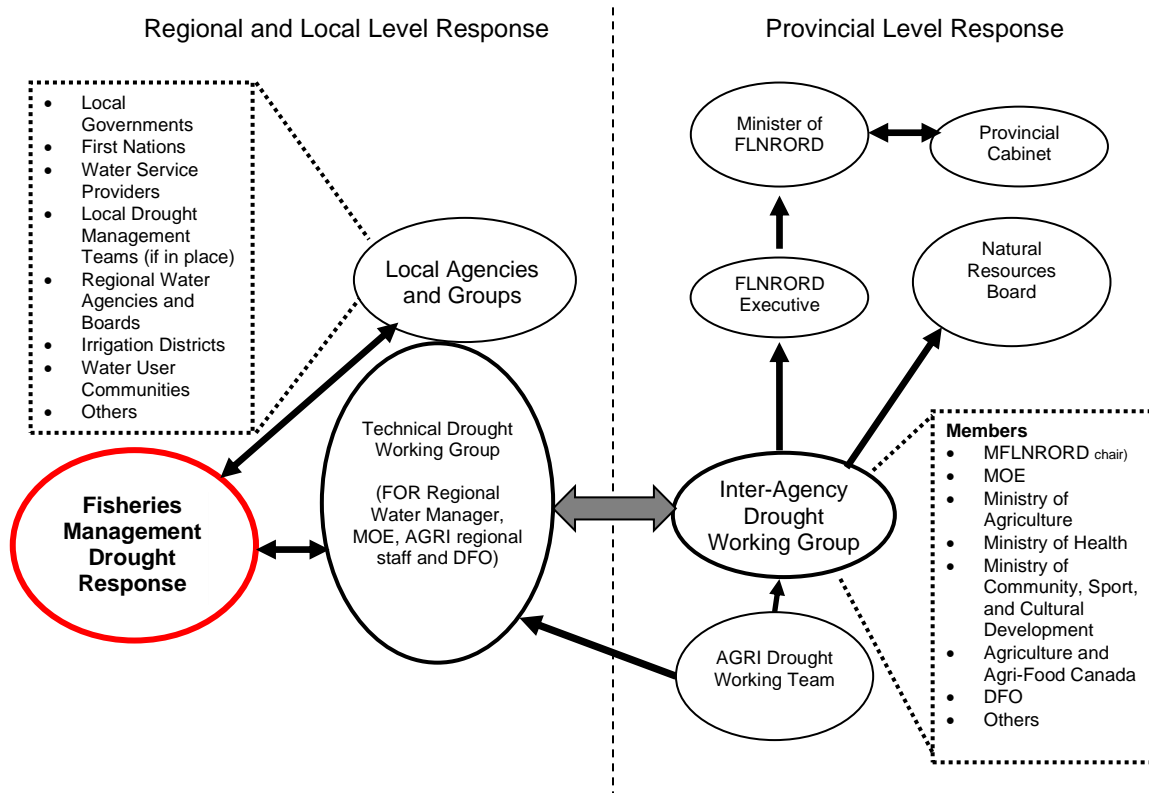 Regional and Local Level Response
Provincial Level Response
• Local
Governments
• First Nations
• Water Service
Providers
• Local Drought
Management
Teams (if in place)
• Regional Water
Agencies and
Boards
• Irrigation Districts
• Water User
Communities
• Others
Local Agencies
and Groups
Fisheries
Management
Drought
Response
Technical Drought
Working Group
(FOR Regional
Water Manager,
MOE, AGRI regional
staff and DFO)
Minister of
FLNRORD
Provincial
Cabinet
FLNRORD
Executive
Natural
Resources
Board
Inter-Agency
Drought
Working Group
AGRI Drought
Working Team
Members
• MFLNRORD chair)
• MOE
• Ministry of
Agriculture
• Ministry of Health
• Ministry of
Community, Sport,
and Cultural
Development
• Agriculture and
Agri-Food Canada
• DFO
• Others